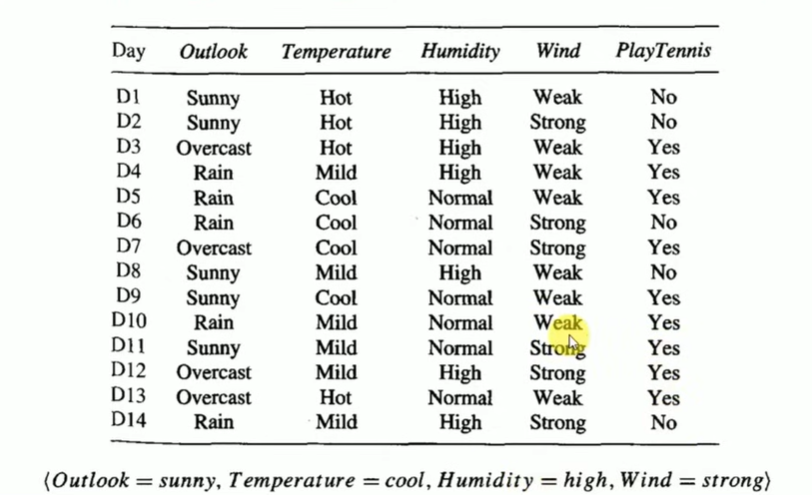 Day Outlook Temperature Humidity Wind PlayTennis
D1 Sunny Hot High Weak No
D2 Sunny Hot High Strong No
D3 Overcast Hot High Weak Yes
D4 Rain Mild High Weak Yes
D5 Rain Cool Normal Weak Yes
D6 Rain Cool Normal Strong No
D7 Overcast Cool Normal Strong Yes
D8 Sunny Mild High Weak No
D9 Sunny Cool Normal Weak Yes
D10 Rain Mild Normal Weak Yes
D11 Sunny Mild Normal Strong Yes
D12 Overcast Mild High Strong Yes
D13 Overcast Hot Normal Weak Yes
D14 Rain Mild High Strong No
⟨Outlook = sunny, Temperature = cool, Humidity = high, Wind = strong⟩